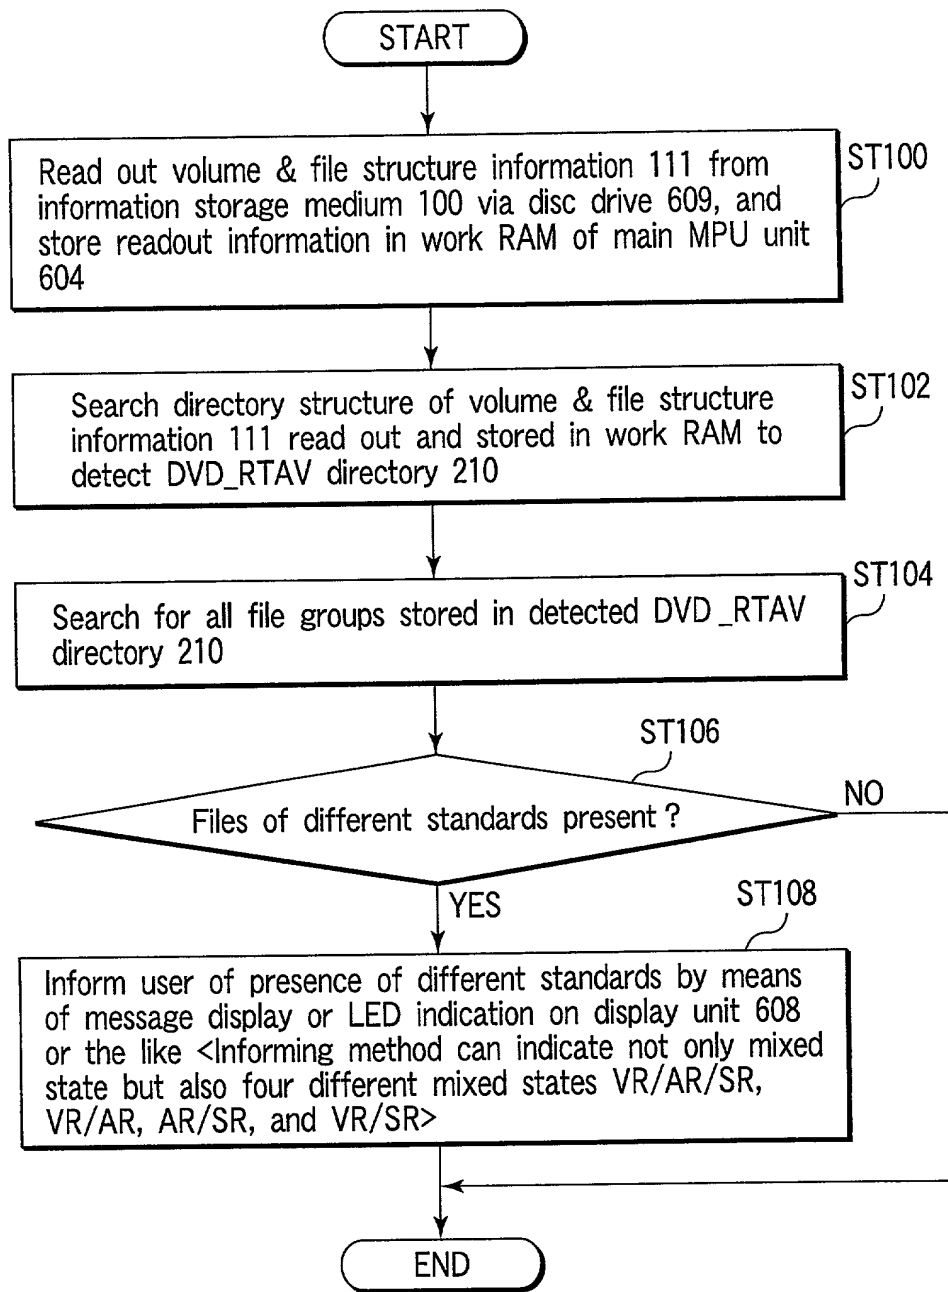 START
ST100
Read out volume & file structure information 111 from
information storage medium 100 via disc drive 609, and
store readout information in work RAM of main MPU unit
604
ST102
Search directory structure of volume & file structure
information 111 read out and stored in work RAM to
detect DVD_RTAV directory 210
ST104
Search for all file groups stored in detected DVD_RTAV
directory 210
ST106
Files of different standards present?
NO
YES
ST108
Inform user of presence of different standards by means
of message display or LED indication on display unit 608
or the like <Informing method can indicate not only mixed
state but also four different mixed states VR/AR/SR,
VR/AR, AR/SR, and VR/SR>
END